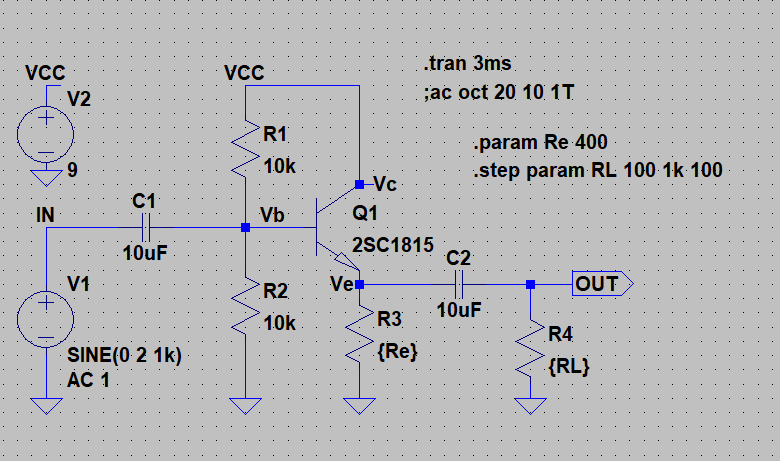 .tran 3ms
;ac oct 20 10 1T
.param Re 400
.step param RL 100 1k 100
VCC
V2
9
VCC
R1
10k
Vc
Q1
2SC1815
IN
C1
10uF
Vb
V1
SINE(0 2 1k)
AC 1
R2
10k
Ve
R3
{Re}
C2
10uF
OUT
R4
{RL}